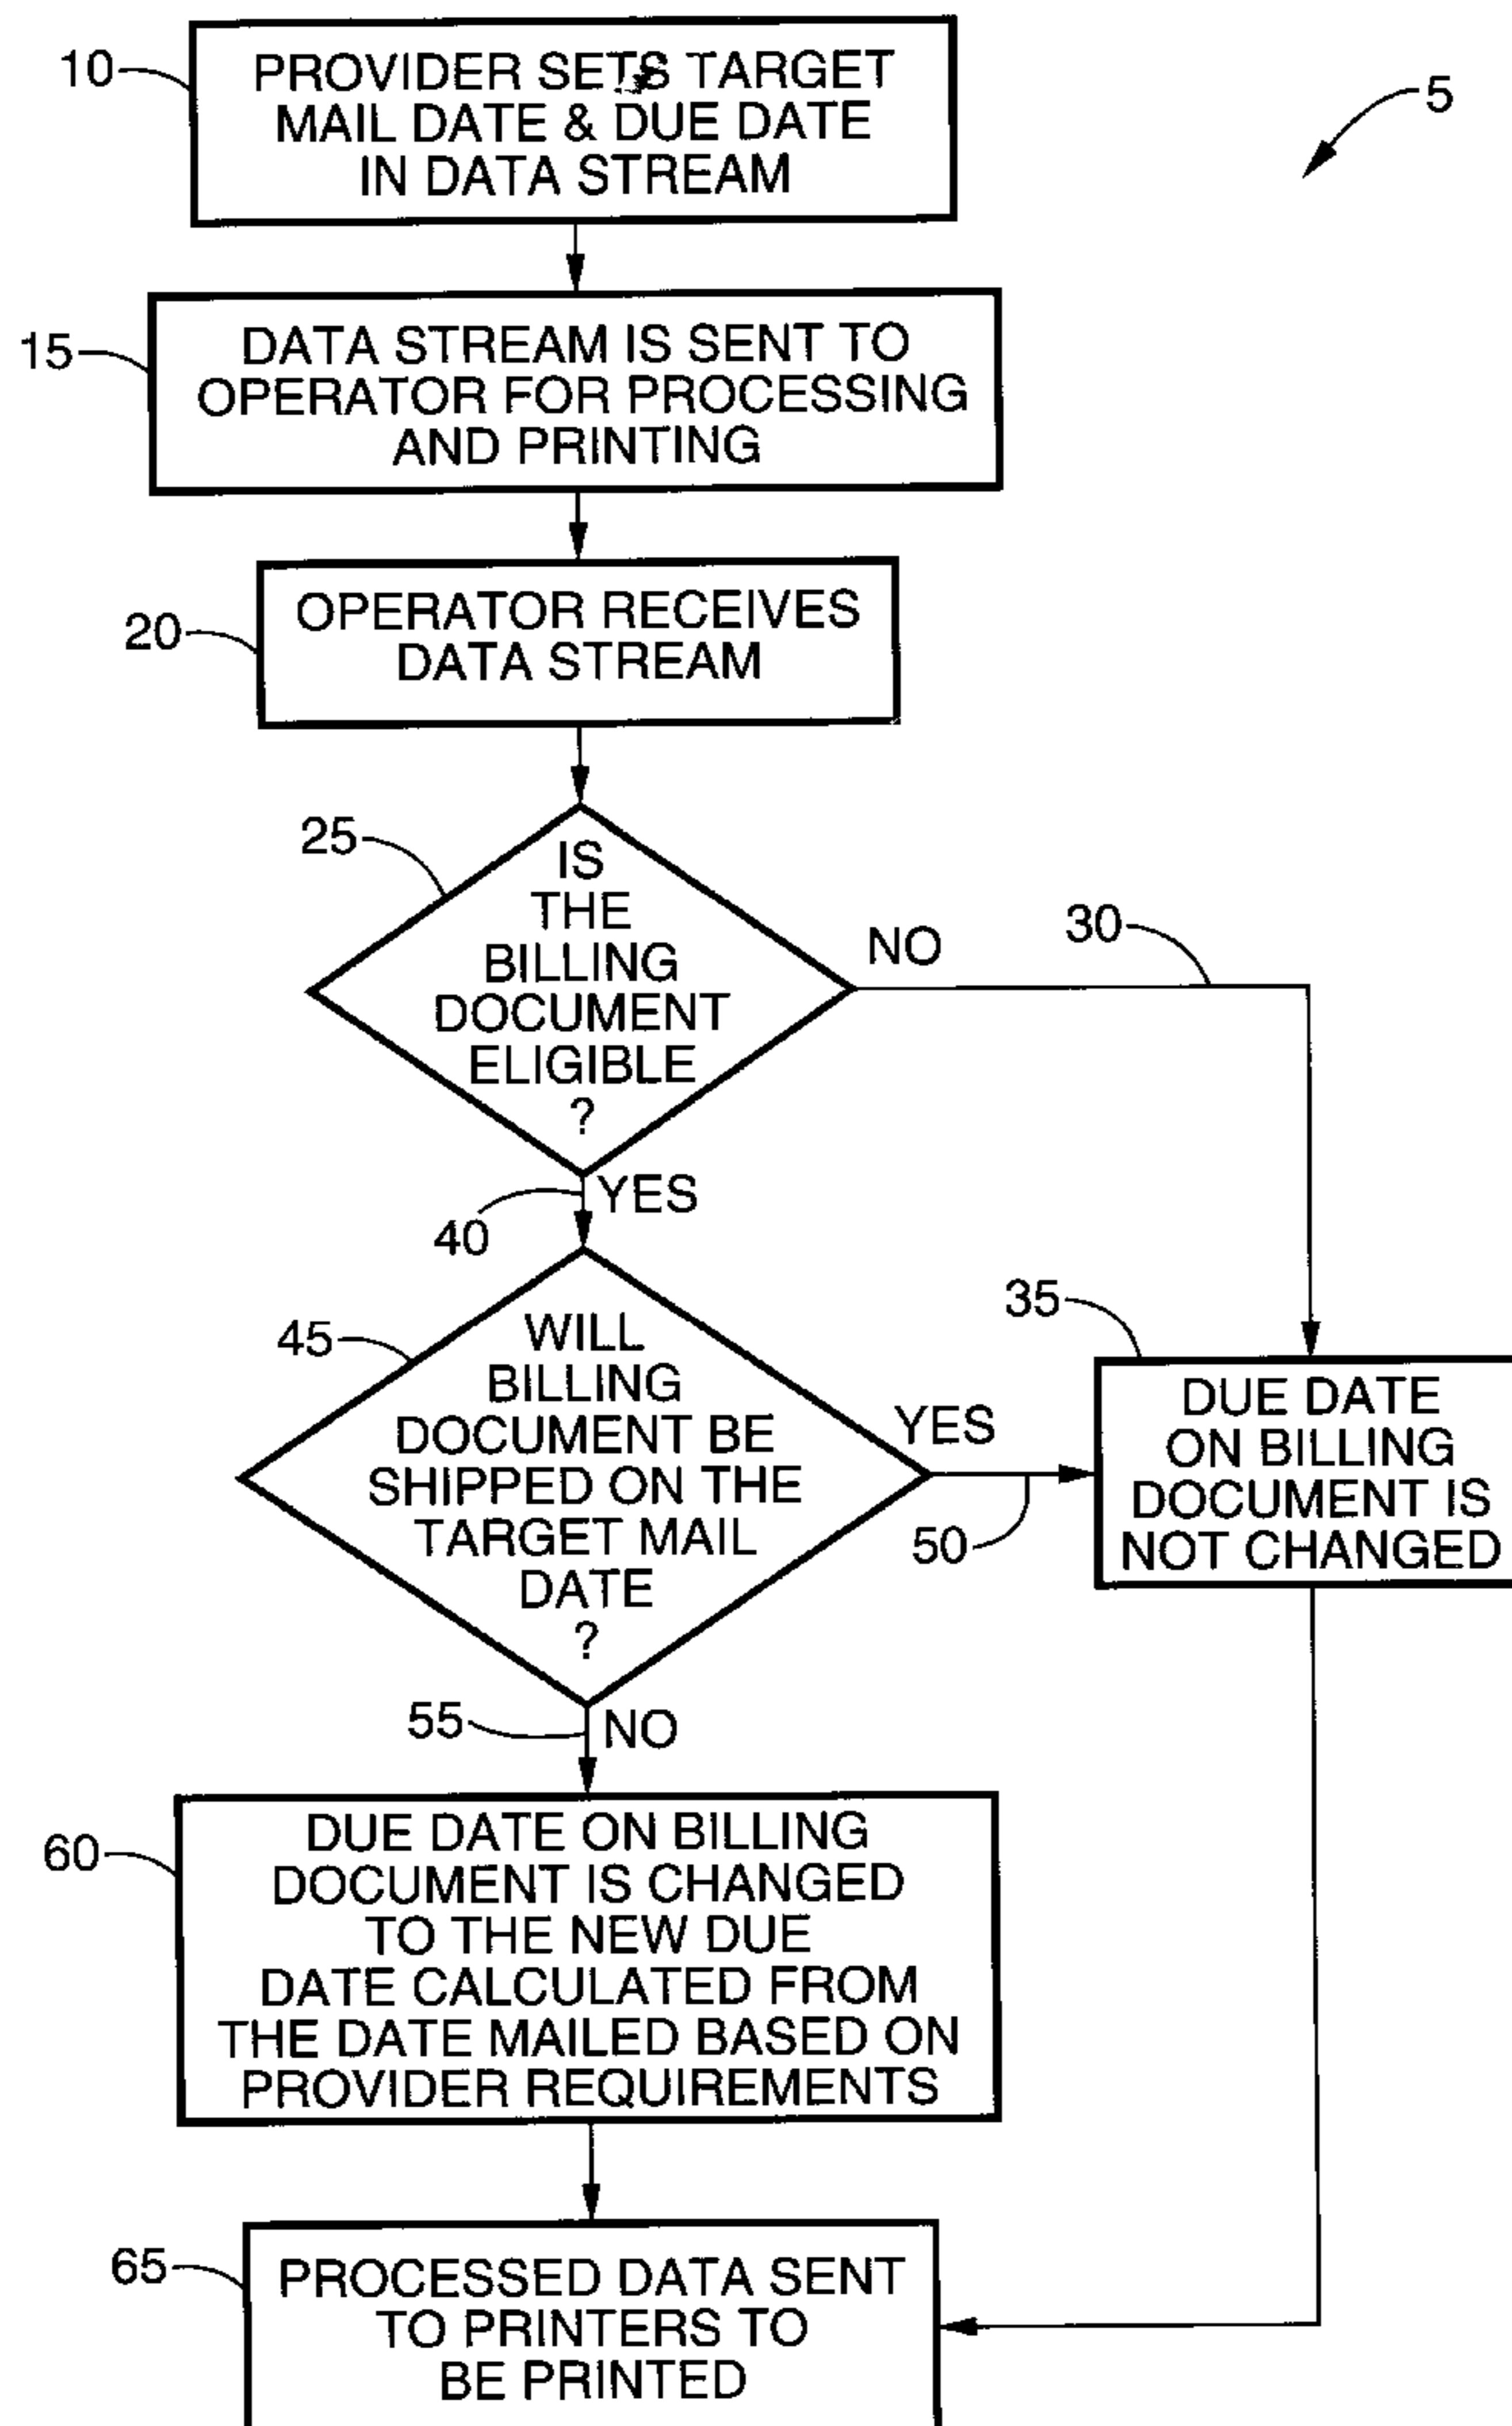 10
PROVIDER SETS TARGET
MAIL DATE & DUE DATE
IN DATA STREAM
5
15
DATA STREAM IS SENT TO
OPERATOR FOR PROCESSING
AND PRINTING
20
OPERATOR RECEIVES
DATA STREAM
25
IS
THE
BILLING
DOCUMENT
ELIGIBLE
?
NO
30
YES
40
45
WILL
BILLING
DOCUMENT BE
SHIPPED ON THE
TARGET MAIL
DATE
?
YES
50
35
DUE DATE
ON BILLING
DOCUMENT IS
NOT CHANGED
55
NO
60
DUE DATE ON BILLING
DOCUMENT IS CHANGED
TO THE NEW DUE
DATE CALCULATED FROM
THE DATE MAILED BASED ON
PROVIDER REQUIREMENTS
65
PROCESSED DATA SENT
TO PRINTERS TO
BE PRINTED